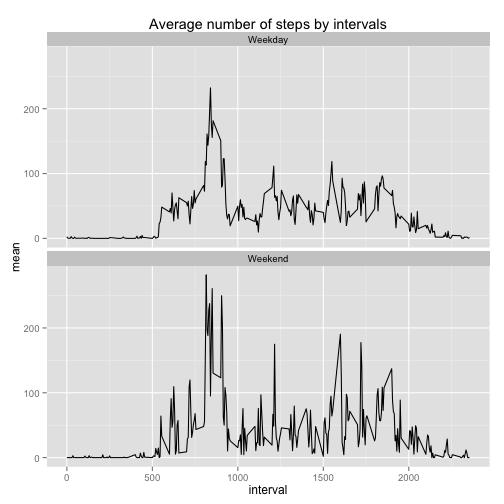 Average number of steps by intervals
Weekday
200
100
0
mean
Weekend
200
100
0
0 500 1000 1500 2000
interval